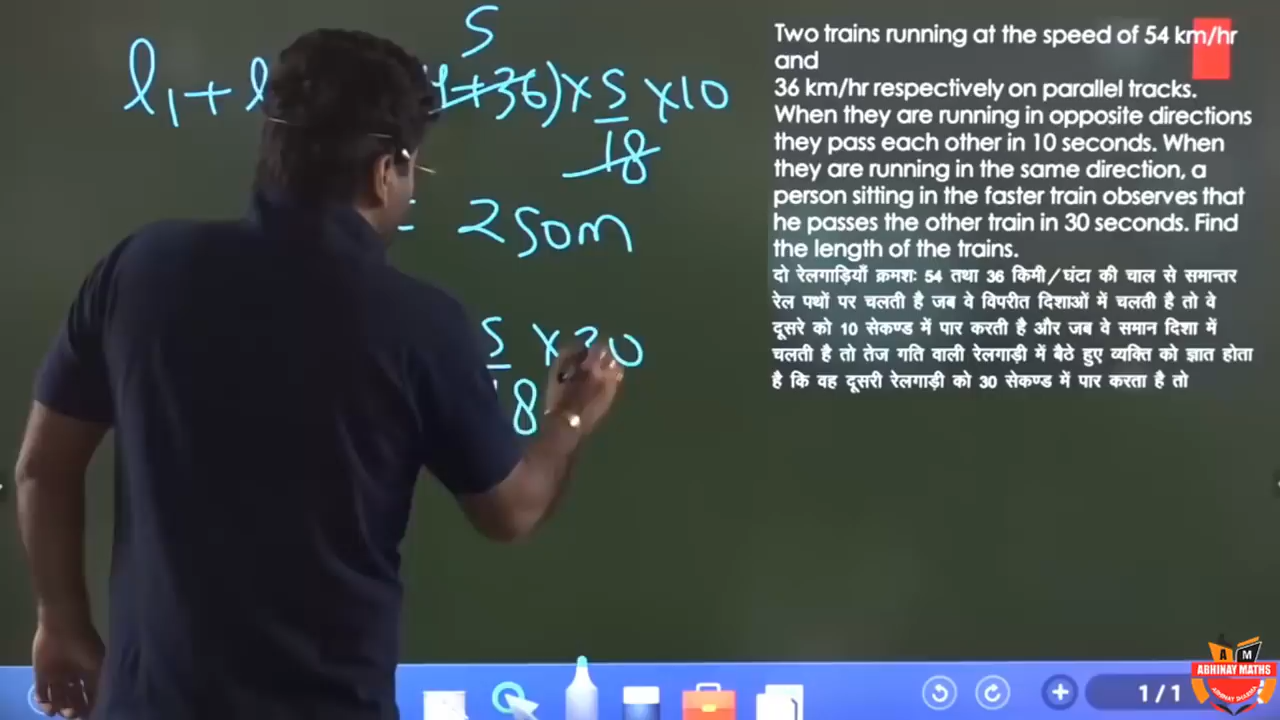 5
l₁ + l (4+36) × 5/18 × 10
= 250m
5/18 × 30
Two trains running at the speed of 54 km/hr
and
36 km/hr respectively on parallel tracks.
When they are running in opposite directions
they pass each other in 10 seconds. When
they are running in the same direction, a
person sitting in the faster train observes that
he passes the other train in 30 seconds. Find
the length of the trains.
दो रेलगाड़ियाँ क्रमशः 54 तथा 36 किमी/घंटा की चाल से समान्तर
रेल पथों पर चलती है जब वे विपरीत दिशाओं में चलती है तो वे
दूसरे को 10 सेकण्ड में पार करती है और जब वे समान दिशा में
चलती है तो तेज गति वाली रेलगाड़ी में बैठे हुए व्यक्ति को ज्ञात होता
है कि वह दूसरी रेलगाड़ी को 30 सेकण्ड में पार करता है तो
1/1
A M
ABHINAY MATHS
ABHINAY SHARMA